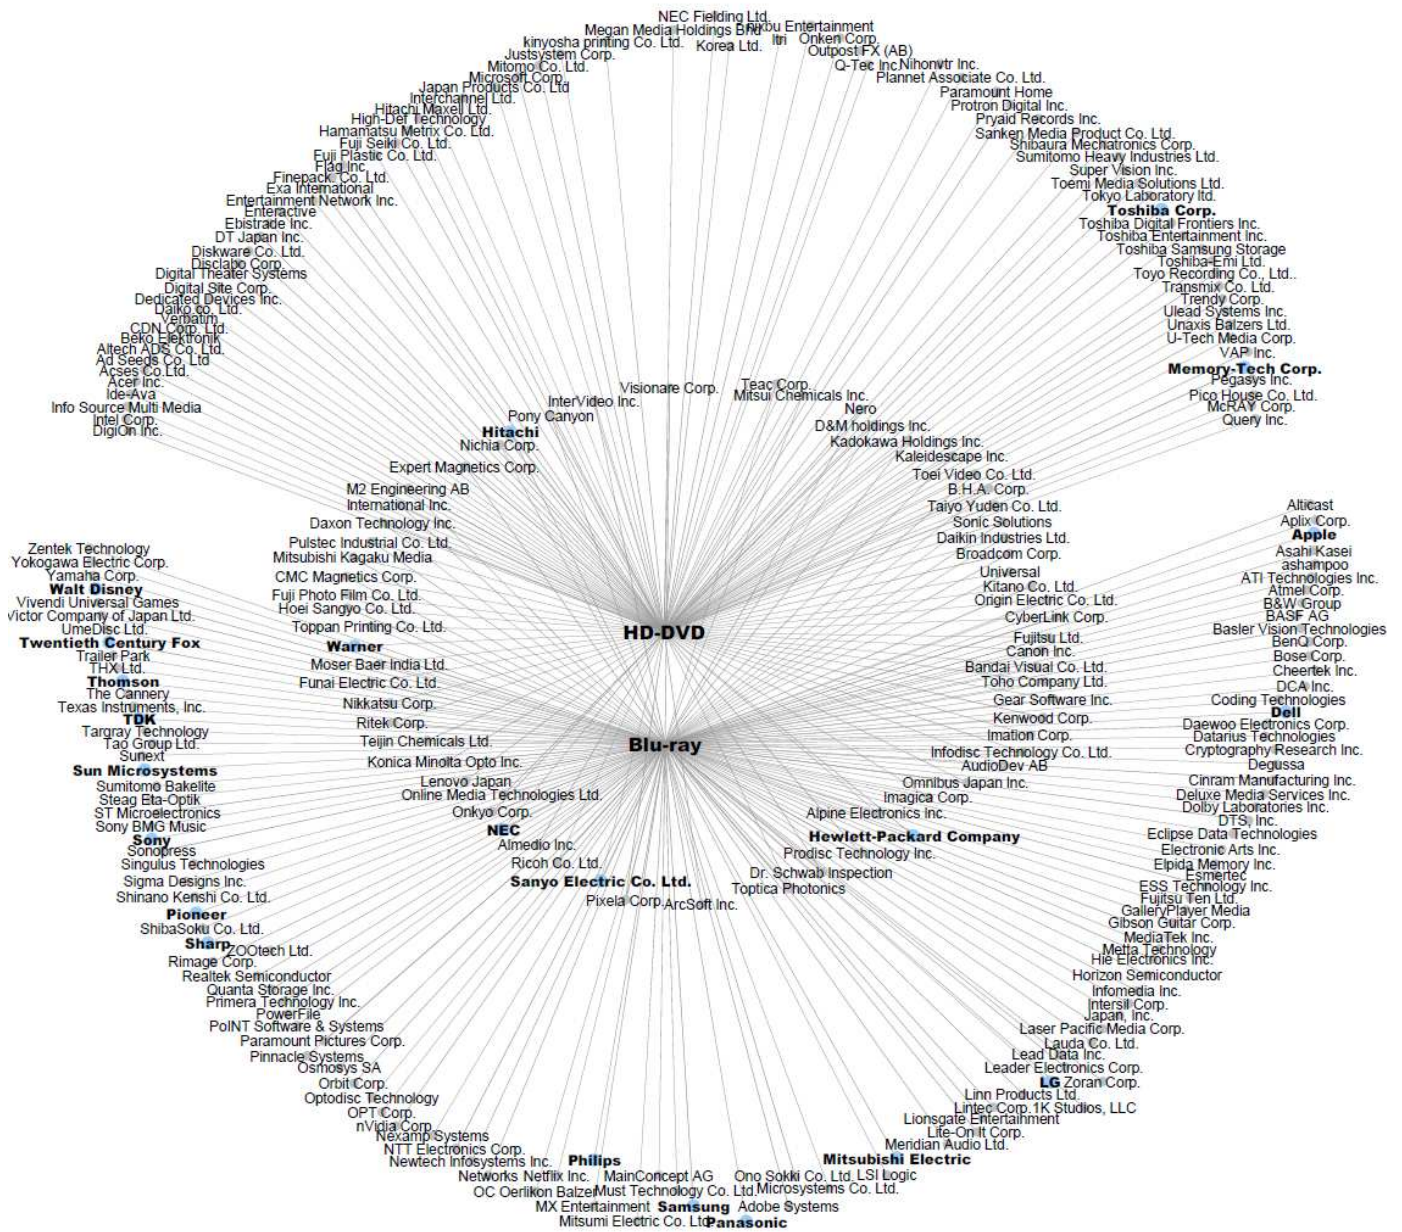 NEC Fielding Ltd.
Megan Media Holdings Bhd
Entertainment
kinyosha printing Co. Ltd.
Korea Ltd.
Itri
Onken Corp.
Justsystem Corp.
Outpost FX (AB)
Mitomo Co. Ltd.
Q-Tec Inc.
Nihonvtr Inc.
Microsoft Corp.
Plannet Associate Co. Ltd.
Japan Products Co. Ltd
Paramount Home
Interchannel Ltd.
Protron Digital Inc.
Hitachi Maxell Ltd.
Pryaid Records Inc.
High-Def Technology
Hamamatsu Metrix Co. Ltd.
Sanken Media Product Co. Ltd.
Fuji Seiki Co. Ltd.
Shibaura Mechatronics Corp.
Fuji Plastic Co. Ltd.
Sumitomo Heavy Industries Ltd.
Flag Inc.
Super Vision Inc.
Finepack. Co. Ltd.
Toemi Media Solutions Ltd.
Exa International
Tokyo Laboratory ltd.
Entertainment Network Inc.
Toshiba Corp.
Enteractive
Toshiba Digital Frontiers Inc.
Ebistrade Inc.
Toshiba Entertainment Inc.
DT Japan Inc.
Toshiba Samsung Storage
Diskware Co. Ltd.
Toshiba-Emi Ltd.
Disclabo Corp.
Toyo Recording Co., Ltd..
Digital Theater Systems
Transmix Co. Ltd.
Digital Site Corp.
Trendy Corp.
Dedicated Devices Inc.
Ulead Systems Inc.
Daiko co. Ltd.
Verbatim
Unaxis Balzers Ltd.
CDN Corp. Ltd.
U-Tech Media Corp.
Beko Elektronik
VAP Inc.
Altech ADS Co. Ltd.
Ad Seeds Co. Ltd
Memory-Tech Corp.
Acses Co.Ltd.
Pegasys Inc.
Acer Inc.
Pico House Co. Ltd.
Ide-Ava
McRAY Corp.
Info Source Multi Media
Query Inc.
Intel Corp.
DigiOn Inc.
Visionare Corp.
Teac Corp.
Mitsui Chemicals Inc.
InterVideo Inc.
Nero
Pony Canyon
D&M holdings Inc.
Hitachi
Kadokawa Holdings Inc.
Nichia Corp.
Kaleidescape Inc.
Expert Magnetics Corp.
Toei Video Co. Ltd.
M2 Engineering AB
B.H.A. Corp.
International Inc.
Taiyo Yuden Co. Ltd.
Daxon Technology Inc.
Sonic Solutions
Pulstec Industrial Co. Ltd.
Daikin Industries Ltd.
Mitsubishi Kagaku Media
Broadcom Corp.
CMC Magnetics Corp.
Universal
Fuji Photo Film Co. Ltd.
Kitano Co. Ltd.
Hoei Sangyo Co. Ltd.
Origin Electric Co. Ltd.
Toppan Printing Co. Ltd.
CyberLink Corp.
HD-DVD
Warner
Fujitsu Ltd.
Canon Inc.
Moser Baer India Ltd.
Bandai Visual Co. Ltd.
Funai Electric Co. Ltd.
Toho Company Ltd.
Nikkatsu Corp.
Gear Software Inc.
Ritek Corp.
Kenwood Corp.
Teijin Chemicals Ltd.
Imation Corp.
Blu-ray
Konica Minolta Opto Inc.
Infodisc Technology Co. Ltd.
AudioDev AB
Lenovo Japan
Omnibus Japan Inc.
Online Media Technologies Ltd.
Imagica Corp.
Onkyo Corp.
Alpine Electronics Inc.
NEC
Hewlett-Packard Company
Almedio Inc.
Prodisc Technology Inc.
Ricoh Co. Ltd.
Dr. Schwab Inspection
Sanyo Electric Co. Ltd.
Toptica Photonics
Pixela Corp.
ArcSoft Inc.
Alticast
Aplix Corp.
Apple
Asahi Kasei
ashampoo
ATI Technologies Inc.
Atmel Corp.
B&W Group
BASF AG
Basler Vision Technologies
BenQ Corp.
Bose Corp.
Cheertek Inc.
DCA Inc.
Coding Technologies
Dell
Daewoo Electronics Corp.
Datarius Technologies
Cryptography Research Inc.
Degussa
Cinram Manufacturing Inc.
Deluxe Media Services Inc.
Dolby Laboratories Inc.
DTS, Inc.
Eclipse Data Technologies
Electronic Arts Inc.
Elpida Memory Inc.
Esmertec
ESS Technology Inc.
Fujitsu Ten Ltd.
GalleryPlayer Media
Gibson Guitar Corp.
MediaTek Inc.
Metta Technology
Hie Electronics Inc.
Horizon Semiconductor
Infomedia Inc.
Intersil Corp.
Japan, Inc.
Laser Pacific Media Corp.
Lauda Co. Ltd.
Lead Data Inc.
Leader Electronics Corp.
LG
Zoran Corp.
Linn Products Ltd.
Lintec Corp.
1K Studios, LLC
Lionsgate Entertainment
Lite-On It Corp.
Meridian Audio Ltd.
Mitsubishi Electric
LSI Logic
Zentek Technology
Yokogawa Electric Corp.
Yamaha Corp.
Walt Disney
Vivendi Universal Games
Victor Company of Japan Ltd.
UmeDisc Ltd.
Twentieth Century Fox
Trailer Park
THX Ltd.
Thomson
The Cannery
Texas Instruments, Inc.
TDK
Targray Technology
Tao Group Ltd.
Sunext
Sun Microsystems
Sumitomo Bakelite
Steag Eta-Optik
ST Microelectronics
Sony BMG Music
Sony
Sonopress
Singulus Technologies
Sigma Designs Inc.
Shinano Kenshi Co. Ltd.
Pioneer
ShibaSoku Co. Ltd.
Sharp
ZOOtech Ltd.
Rimage Corp.
Realtek Semiconductor
Quanta Storage Inc.
Primera Technology Inc.
PowerFile
PoINT Software & Systems
Paramount Pictures Corp.
Pinnacle Systems
Osmosys SA
Orbit Corp.
Optodisc Technology
OPT Corp.
nVidia Corp.
Nexamp Systems
NTT Electronics Corp.
Newtech Infosystems Inc.
Philips
Networks
Netflix Inc.
MainConcept AG
Ono Sokki Co. Ltd.
OC Oerlikon Balzer
Must Technology Co. Ltd.
Microsystems Co. Ltd.
MX Entertainment
Samsung
Adobe Systems
Mitsumi Electric Co. Ltd.
Panasonic